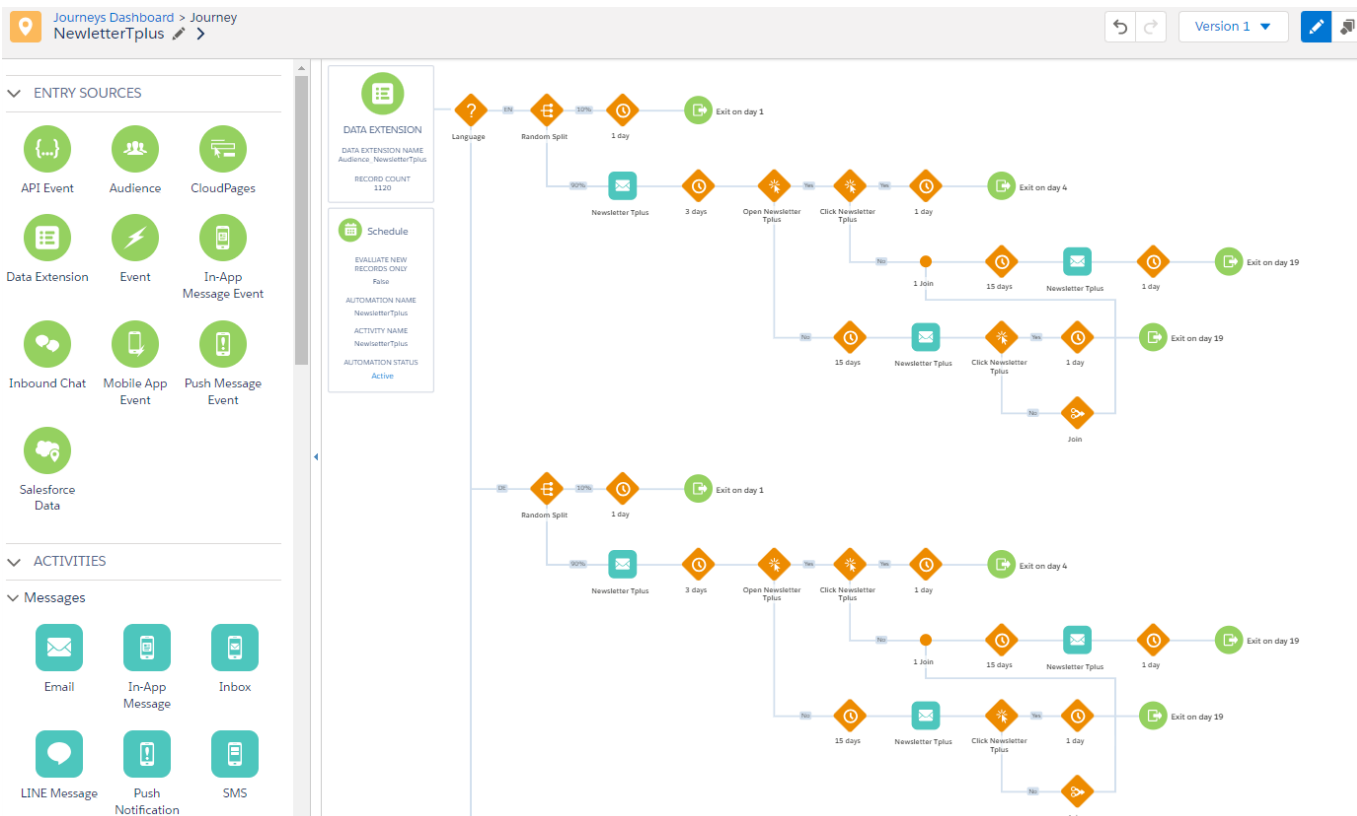 Journeys Dashboard > Journey
NewletterTplus
Version 1
ENTRY SOURCES
API Event
Audience
CloudPages
Data Extension
Event
In-App
Message Event
Inbound Chat
Mobile App
Event
Push Message
Event
Salesforce
Data
ACTIVITIES
Messages
Email
In-App
Message
Inbox
LINE Message
Push
Notification
SMS
DATA EXTENSION
DATA EXTENSION NAME
Audience_NewsletterTplus
RECORD COUNT
1120
Schedule
EVALUATE NEW
RECORDS ONLY
False
AUTOMATION NAME
NewsletterTplus
ACTIVITY NAME
NewlsetterTplus
AUTOMATION STATUS
Active
Language
EN
Random Split
10%
1 day
Exit on day 1
90%
Newsletter Tplus
3 days
Open Newsletter
Tplus
Yes
Click Newsletter
Tplus
Yes
1 day
Exit on day 4
No
1 Join
15 days
Newsletter Tplus
1 day
Exit on day 19
No
15 days
Newsletter Tplus
Click Newsletter
Tplus
Yes
1 day
Exit on day 19
No
Join
DE
Random Split
10%
1 day
Exit on day 1
90%
Newsletter Tplus
3 days
Open Newsletter
Tplus
Yes
Click Newsletter
Tplus
Yes
1 day
Exit on day 4
No
1 Join
15 days
Newsletter Tplus
1 day
Exit on day 19
No
15 days
Newsletter Tplus
Click Newsletter
Tplus
Yes
1 day
Exit on day 19
No